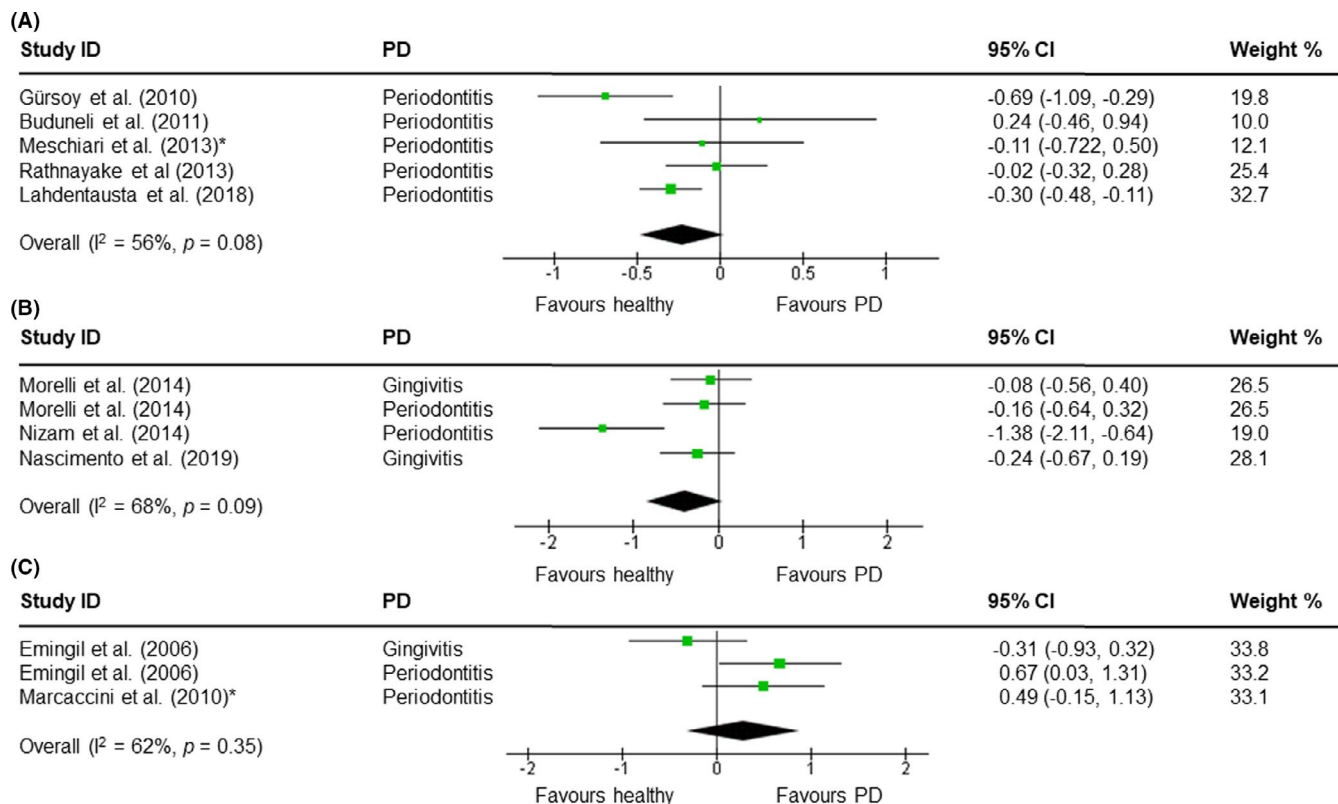 (A)
Study ID PD 95% CI Weight %
Gürsoy et al. (2010) Periodontitis -0.69 (-1.09, -0.29) 19.8
Buduneli et al. (2011) Periodontitis 0.24 (-0.46, 0.94) 10.0
Meschiari et al. (2013)* Periodontitis -0.11 (-0.722, 0.50) 12.1
Rathnayake et al (2013) Periodontitis -0.02 (-0.32, 0.28) 25.4
Lahdentausta et al. (2018) Periodontitis -0.30 (-0.48, -0.11) 32.7
Overall (I² = 56%, p = 0.08)
-1 -0.5 0 0.5 1
Favours healthy Favours PD
(B)
Study ID PD 95% CI Weight %
Morelli et al. (2014) Gingivitis -0.08 (-0.56, 0.40) 26.5
Morelli et al. (2014) Periodontitis -0.16 (-0.64, 0.32) 26.5
Nizam et al. (2014) Periodontitis -1.38 (-2.11, -0.64) 19.0
Nascimento et al. (2019) Gingivitis -0.24 (-0.67, 0.19) 28.1
Overall (I² = 68%, p = 0.09)
-2 -1 0 1 2
Favours healthy Favours PD
(C)
Study ID PD 95% CI Weight %
Emingil et al. (2006) Gingivitis -0.31 (-0.93, 0.32) 33.8
Emingil et al. (2006) Periodontitis 0.67 (0.03, 1.31) 33.2
Marcaccini et al. (2010)* Periodontitis 0.49 (-0.15, 1.13) 33.1
Overall (I² = 62%, p = 0.35)
-2 -1 0 1 2
Favours healthy Favours PD